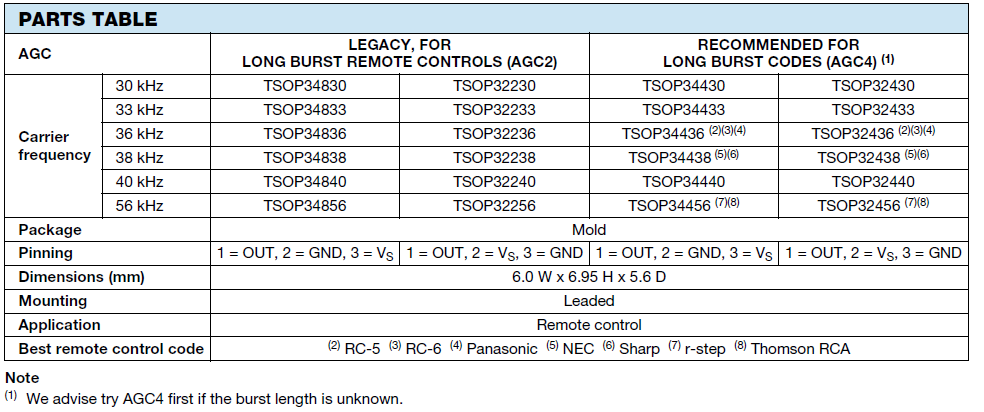 PARTS TABLE
AGC LEGACY, FOR LONG BURST REMOTE CONTROLS (AGC2) RECOMMENDED FOR LONG BURST CODES (AGC4) (1)
Carrier frequency
30 kHz TSOP34830 TSOP32230 TSOP34430 TSOP32430
33 kHz TSOP34833 TSOP32233 TSOP34433 TSOP32433
36 kHz TSOP34836 TSOP32236 TSOP34436 (2)(3)(4) TSOP32436 (2)(3)(4)
38 kHz TSOP34838 TSOP32238 TSOP34438 (5)(6) TSOP32438 (5)(6)
40 kHz TSOP34840 TSOP32240 TSOP34440 TSOP32440
56 kHz TSOP34856 TSOP32256 TSOP34456 (7)(8) TSOP32456 (7)(8)
Package Mold
Pinning 1 = OUT, 2 = GND, 3 = VS 1 = OUT, 2 = VS, 3 = GND 1 = OUT, 2 = GND, 3 = VS 1 = OUT, 2 = VS, 3 = GND
Dimensions (mm) 6.0 W x 6.95 H x 5.6 D
Mounting Leaded
Application Remote control
Best remote control code (2) RC-5 (3) RC-6 (4) Panasonic (5) NEC (6) Sharp (7) r-step (8) Thomson RCA
Note
(1) We advise try AGC4 first if the burst length is unknown.